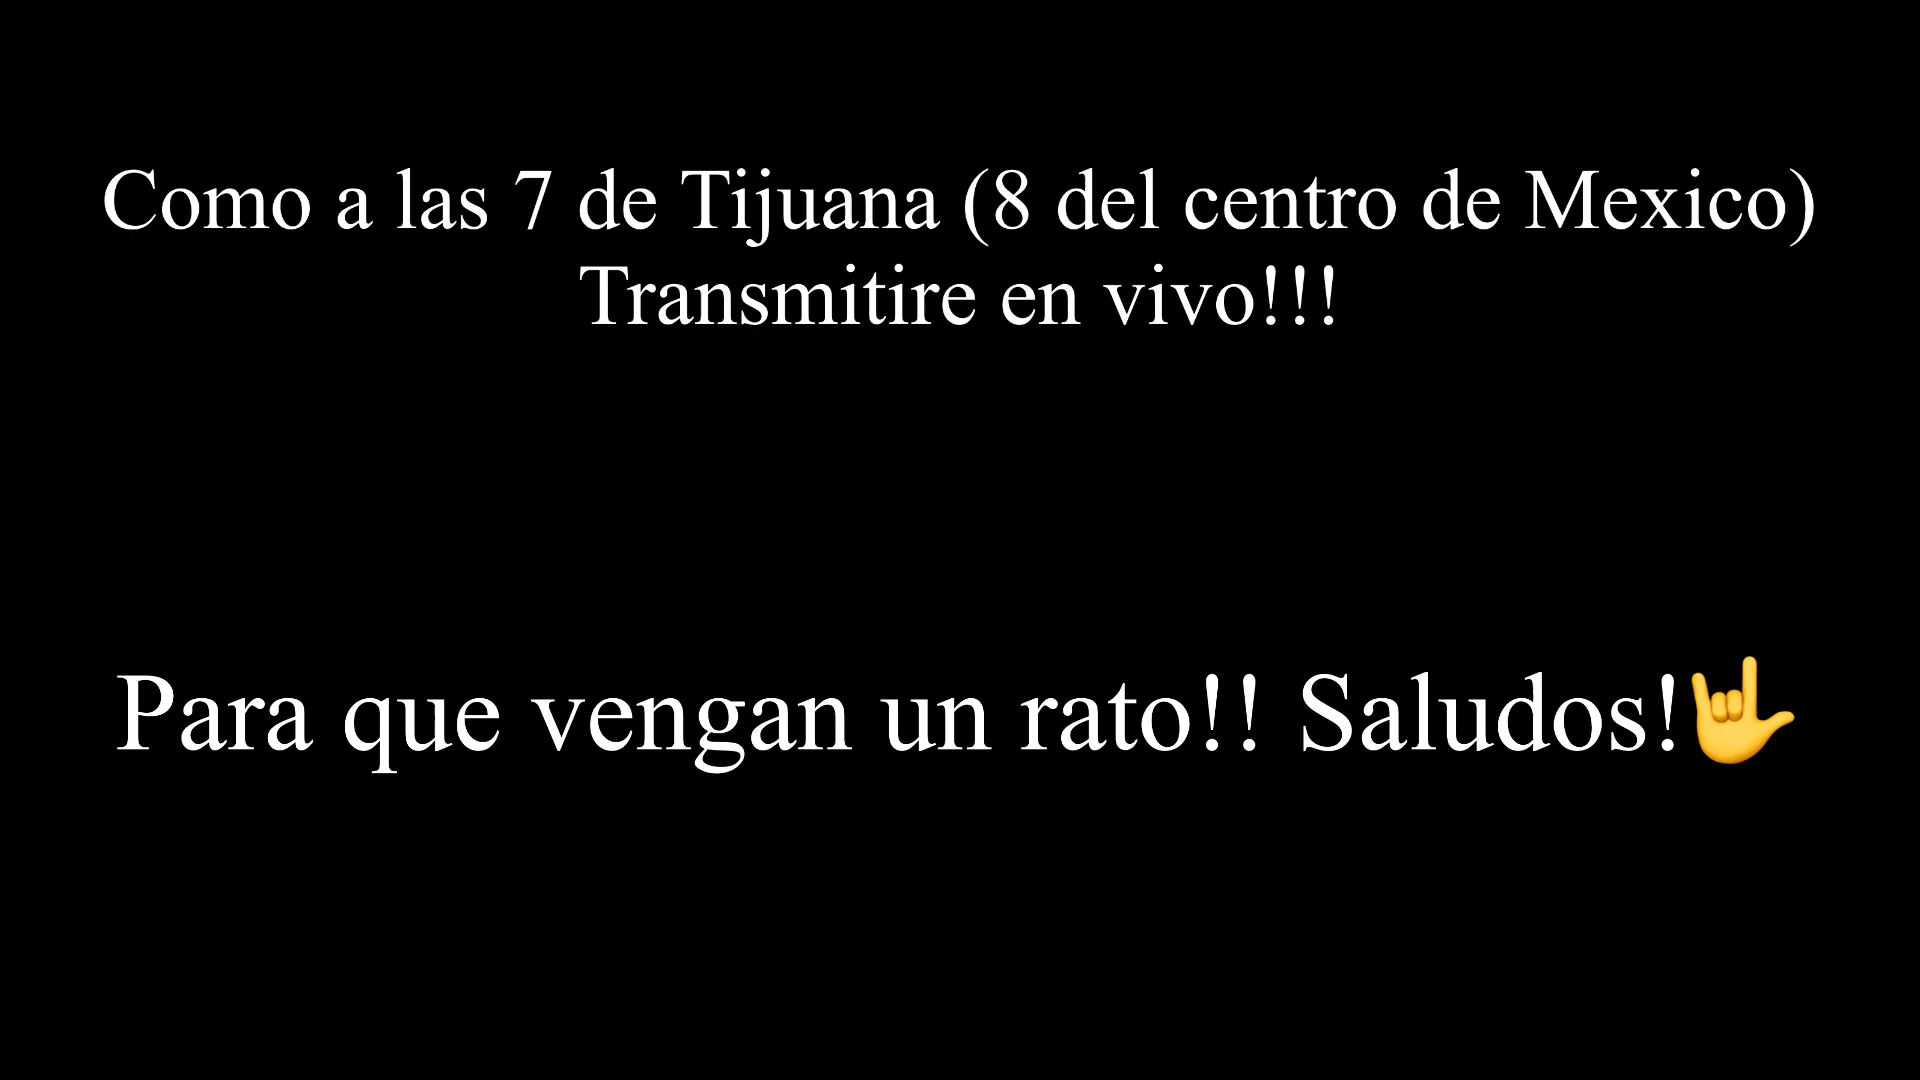 Como a las 7 de Tijuana (8 del centro de Mexico)
Transmitire en vivo!!!
Para que vengan un rato!! Saludos!🤟